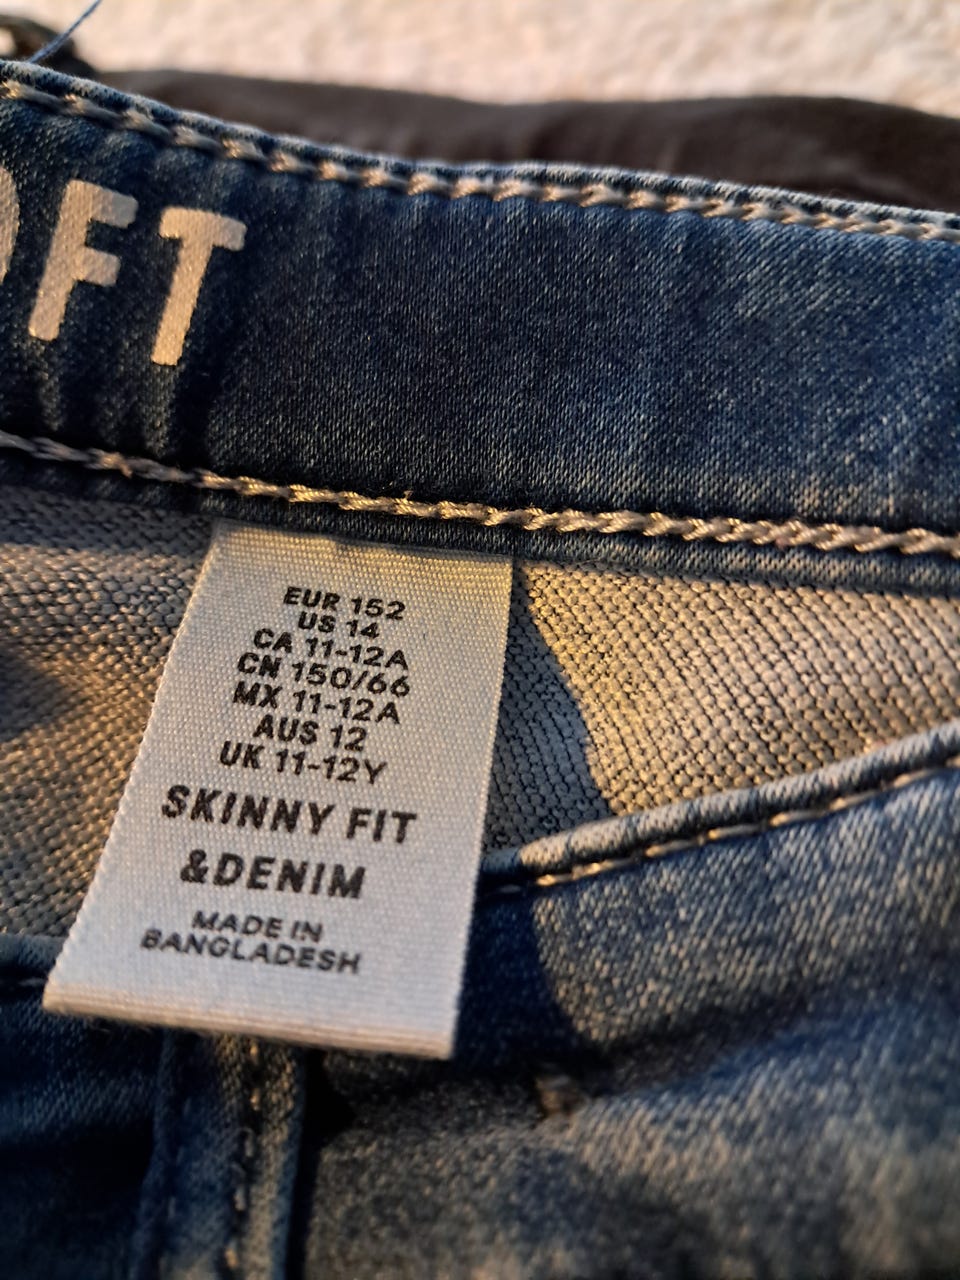 OFT
EUR 152
US 14
CA 11-12A
CN 150/66
MX 11-12A
AUS 12
UK 11-12Y
SKINNY FIT
&DENIM
MADE IN
BANGLADESH